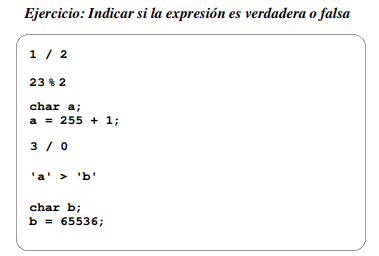 Ejercicio: Indicar si la expresión es verdadera o falsa
1 / 2
23 % 2
char a;
a = 255 + 1;
3 / 0
'a' > 'b'
char b;
b = 65536;